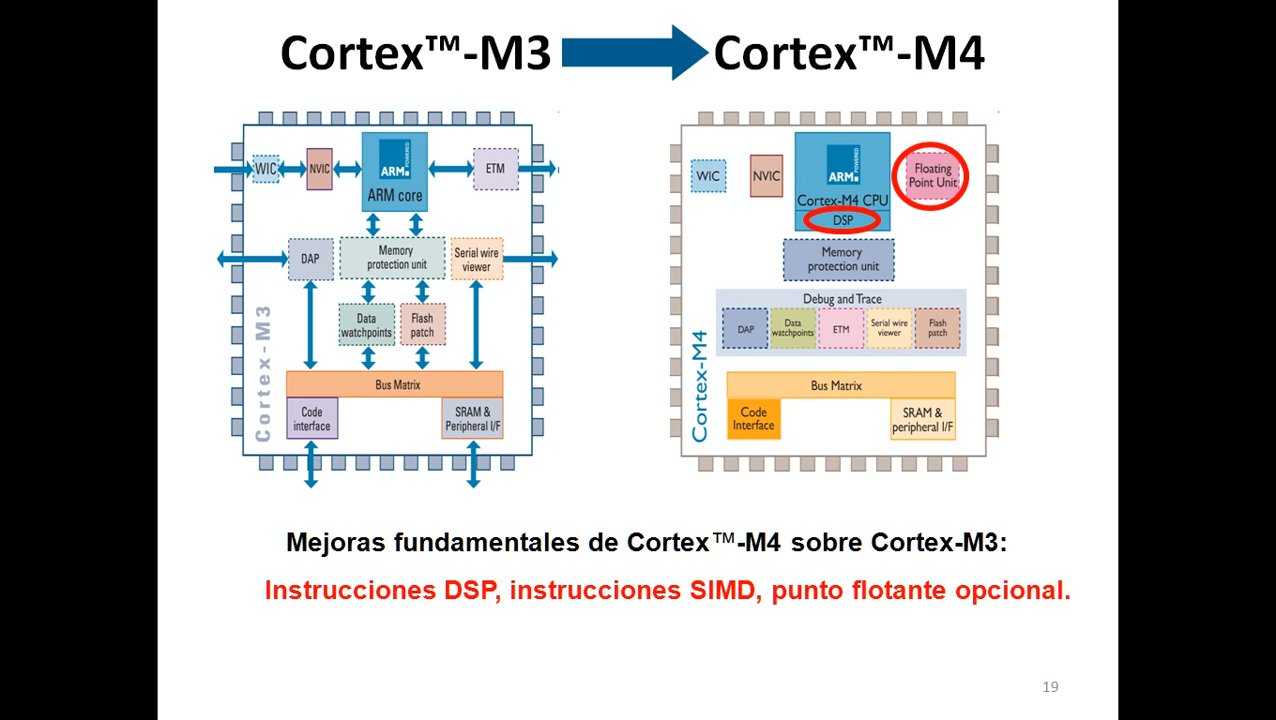 Cortex™-M3
Cortex™-M4
WIC
NVIC
ARM POWERED
ARM core
ETM
DAP
Memory
protection unit
Serial wire
viewer
Data
watchpoints
Flash
patch
Cortex-M3
Bus Matrix
Code
interface
SRAM &
Peripheral I/F
WIC
NVIC
ARM POWERED
Cortex-M4 CPU
DSP
Floating
Point Unit
Memory
protection unit
Debug and Trace
DAP
Data
watchpoints
ETM
Serial wire
viewer
Flash
patch
Cortex-M4
Bus Matrix
Code
Interface
SRAM &
peripheral I/F
Mejoras fundamentales de Cortex™-M4 sobre Cortex-M3:
Instrucciones DSP, instrucciones SIMD, punto flotante opcional.
19